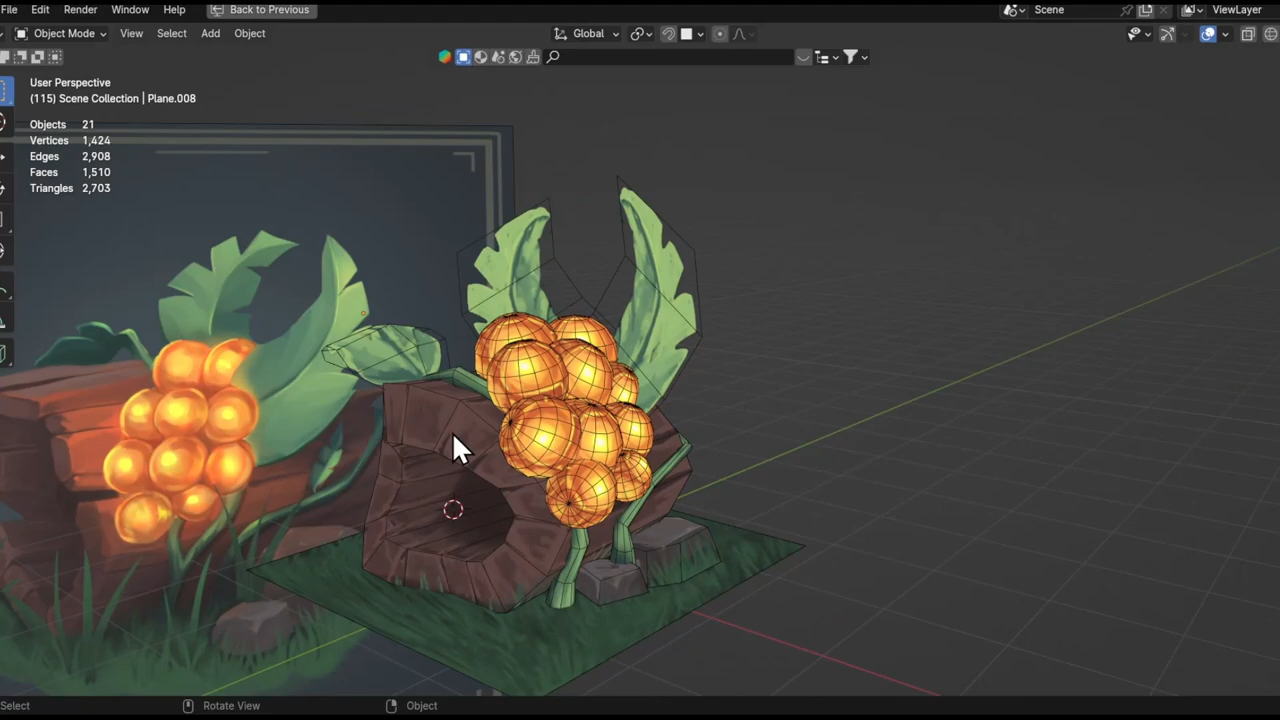 File Edit Render Window Help Back to Previous Scene ViewLayer
Object Mode View Select Add Object Global
User Perspective
(115) Scene Collection | Plane.008
Objects 21
Vertices 1,424
Edges 2,908
Faces 1,510
Triangles 2,703
Select Rotate View Object